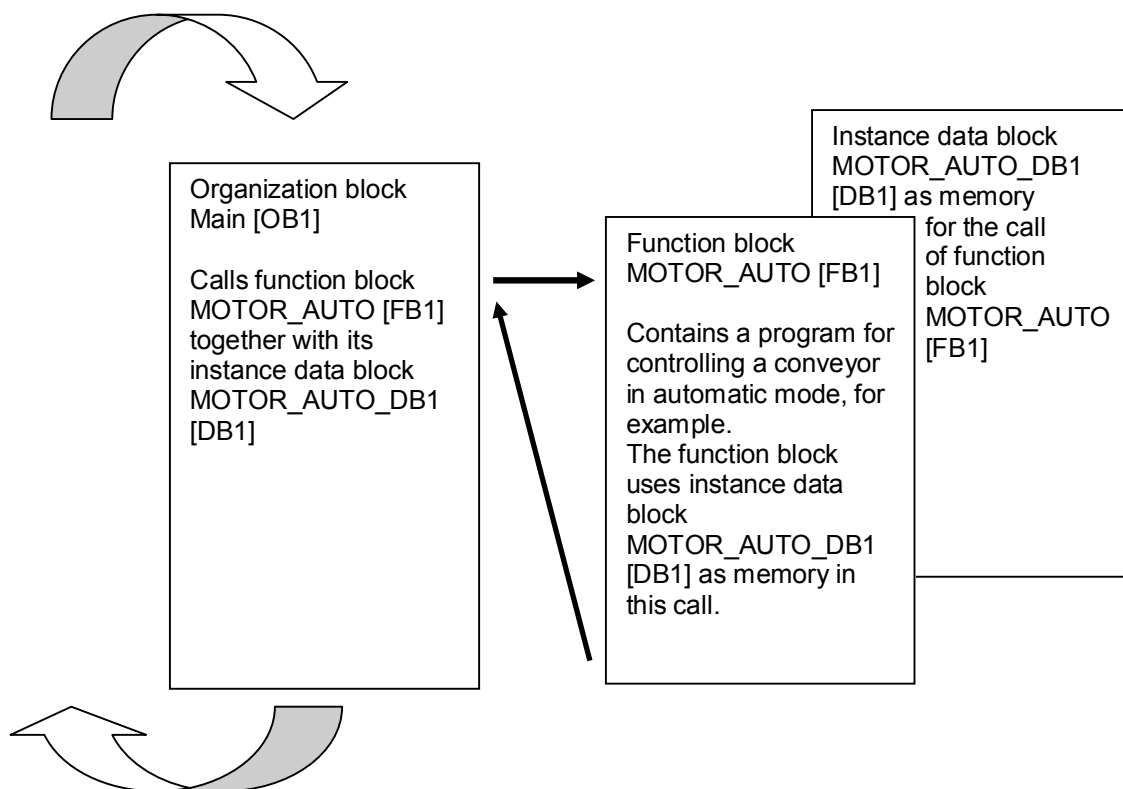 Organization block
Main [OB1]
Calls function block
MOTOR_AUTO [FB1]
together with its
instance data block
MOTOR_AUTO_DB1
[DB1]
Function block
MOTOR_AUTO [FB1]
Contains a program for
controlling a conveyor
in automatic mode, for
example.
The function block
uses instance data
block
MOTOR_AUTO_DB1
[DB1] as memory in
this call.
Instance data block
MOTOR_AUTO_DB1
[DB1] as memory
for the call
of function
block
MOTOR_AUTO
[FB1]